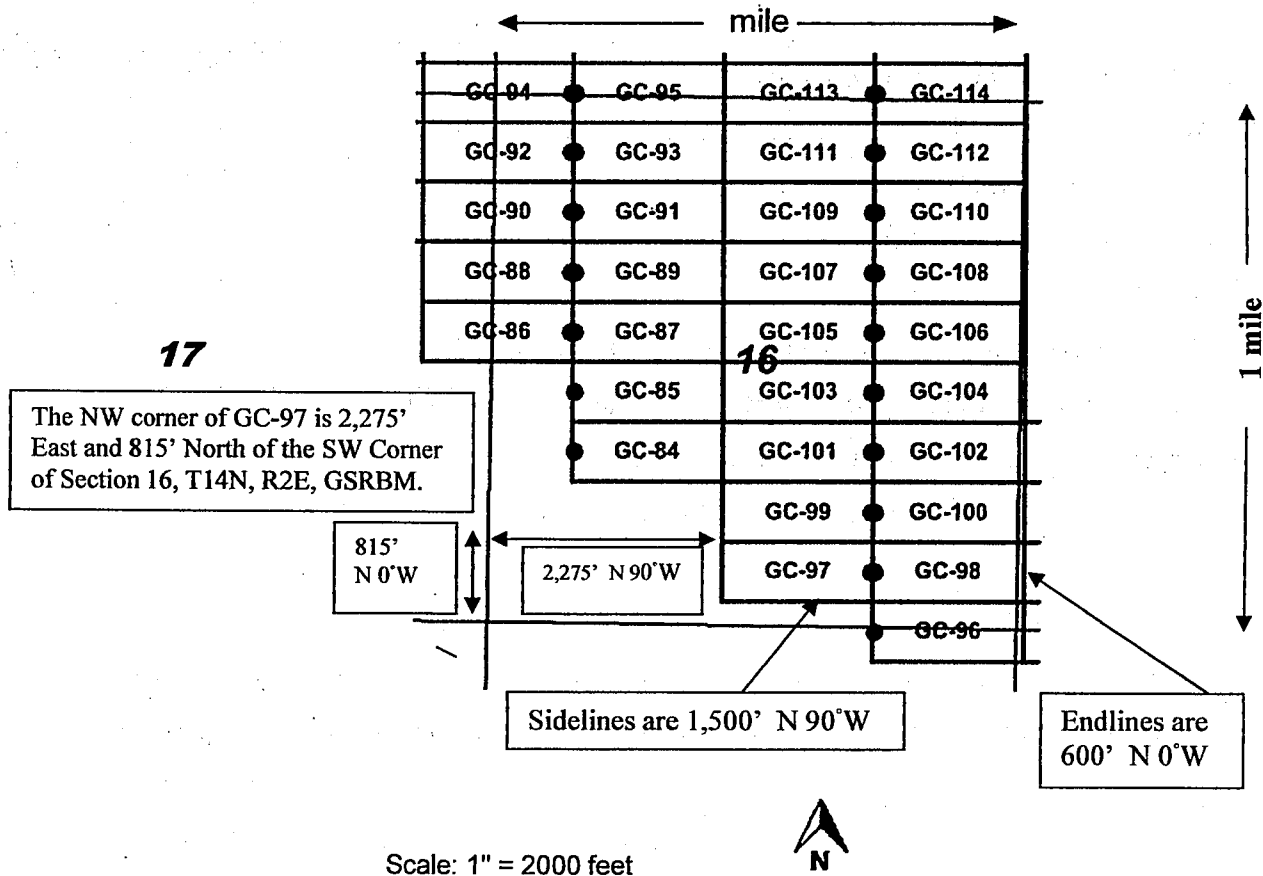 mile
GC-94 GC-95 GC-113 GC-114
GC-92 GC-93 GC-111 GC-112
GC-90 GC-91 GC-109 GC-110
GC-88 GC-89 GC-107 GC-108
GC-86 GC-87 GC-105 GC-106
17
16
GC-85 GC-103 GC-104
GC-84 GC-101 GC-102
GC-99 GC-100
GC-97 GC-98
GC-96
1 mile
The NW corner of GC-97 is 2,275'
East and 815' North of the SW Corner
of Section 16, T14N, R2E, GSRBM.
815'
N 0°W
2,275' N 90°W
Sidelines are 1,500' N 90°W
Endlines are
600' N 0°W
N
Scale: 1" = 2000 feet